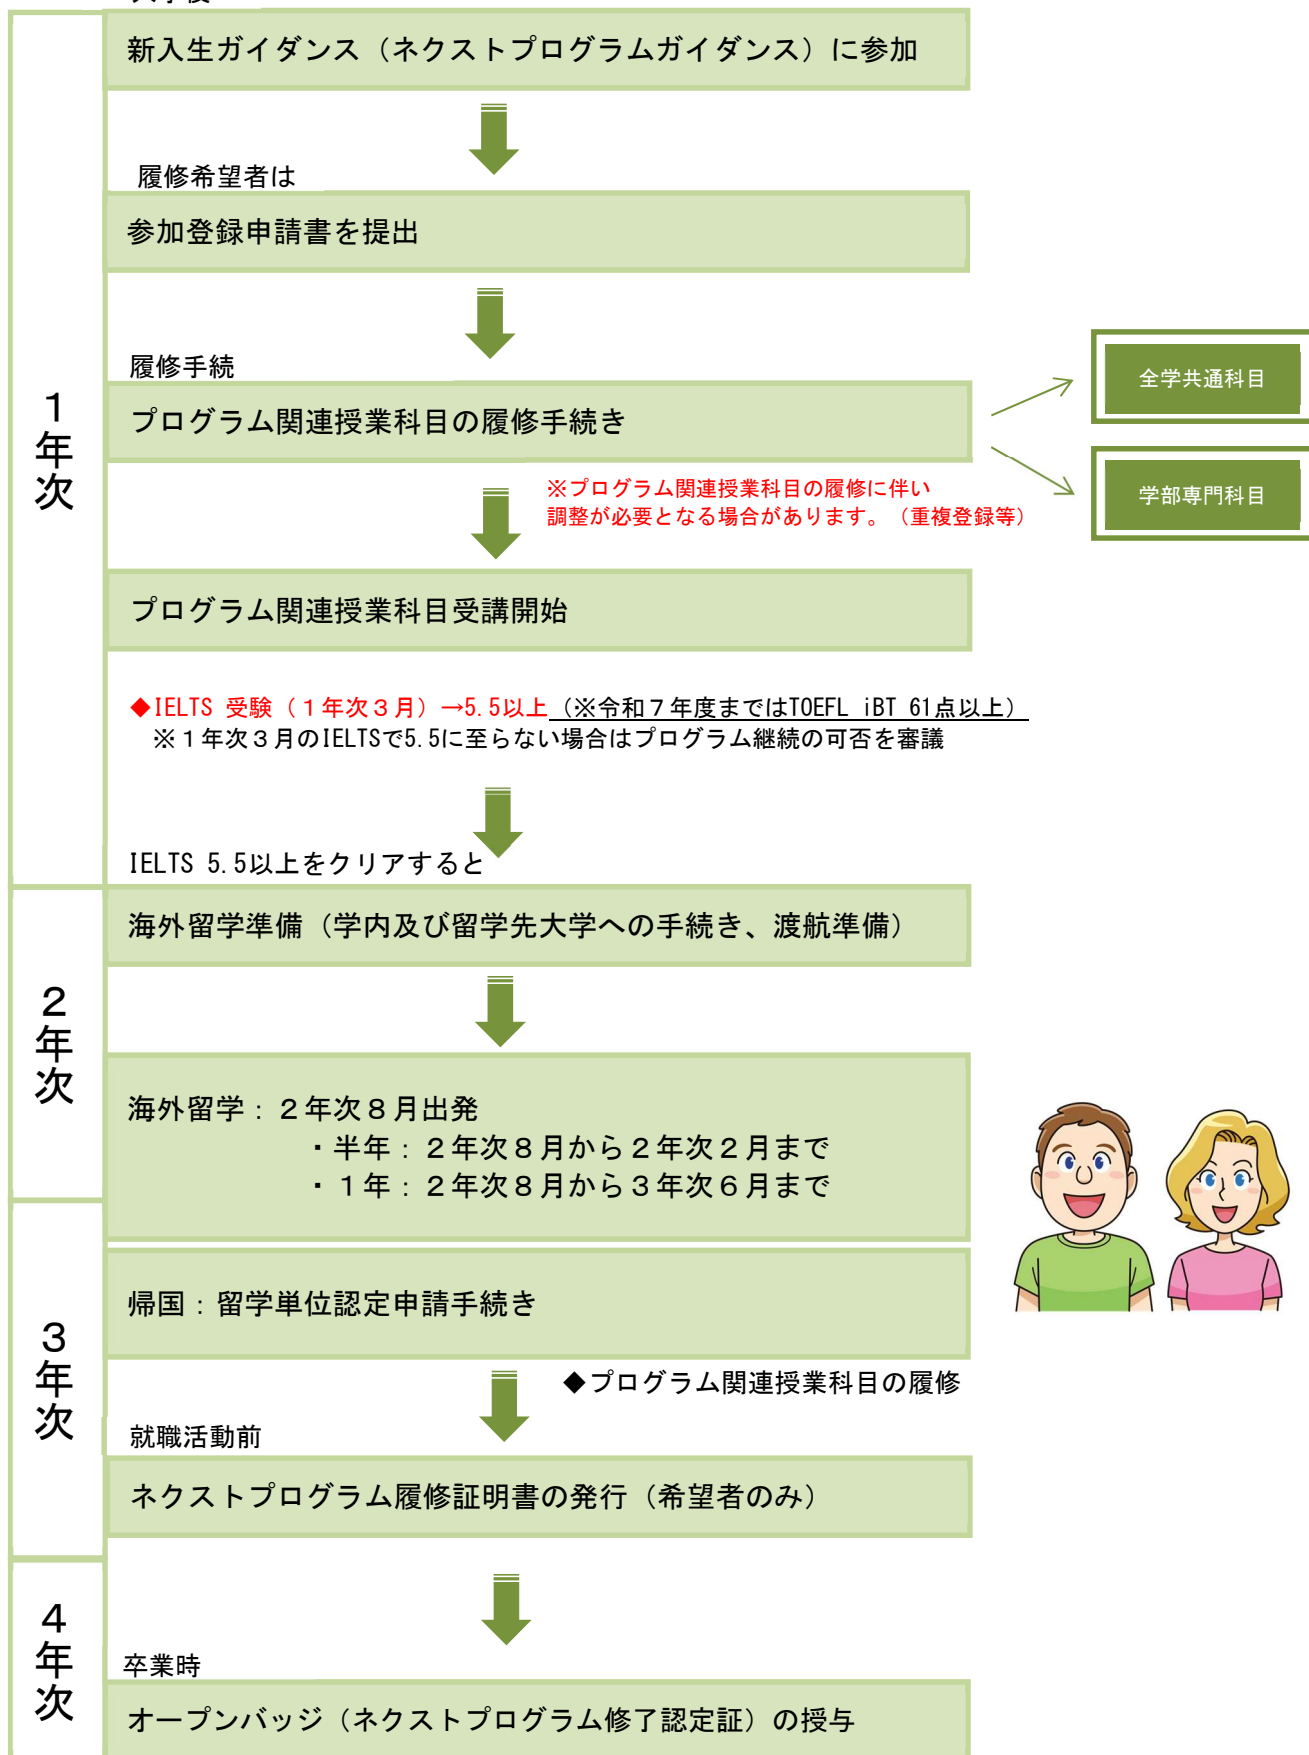 新入生ガイダンス（ネクストプログラムガイダンス）に参加
履修希望者は
参加登録申請書を提出
履修手続
プログラム関連授業科目の履修手続き
全学共通科目
学部専門科目
※プログラム関連授業科目の履修に伴い
調整が必要となる場合があります。（重複登録等）
プログラム関連授業科目受講開始
◆IELTS 受験（１年次３月）→5.5以上（※令和７年度まではTOEFL iBT 61点以上）
※１年次３月のIELTSで5.5に至らない場合はプログラム継続の可否を審議
IELTS 5.5以上をクリアすると
１年次
海外留学準備（学内及び留学先大学への手続き、渡航準備）
２年次
海外留学：２年次８月出発
・半年：２年次８月から２年次２月まで
・１年：２年次８月から３年次６月まで
帰国：留学単位認定申請手続き
３年次
◆プログラム関連授業科目の履修
就職活動前
ネクストプログラム履修証明書の発行（希望者のみ）
４年次
卒業時
オープンバッジ（ネクストプログラム修了認定証）の授与